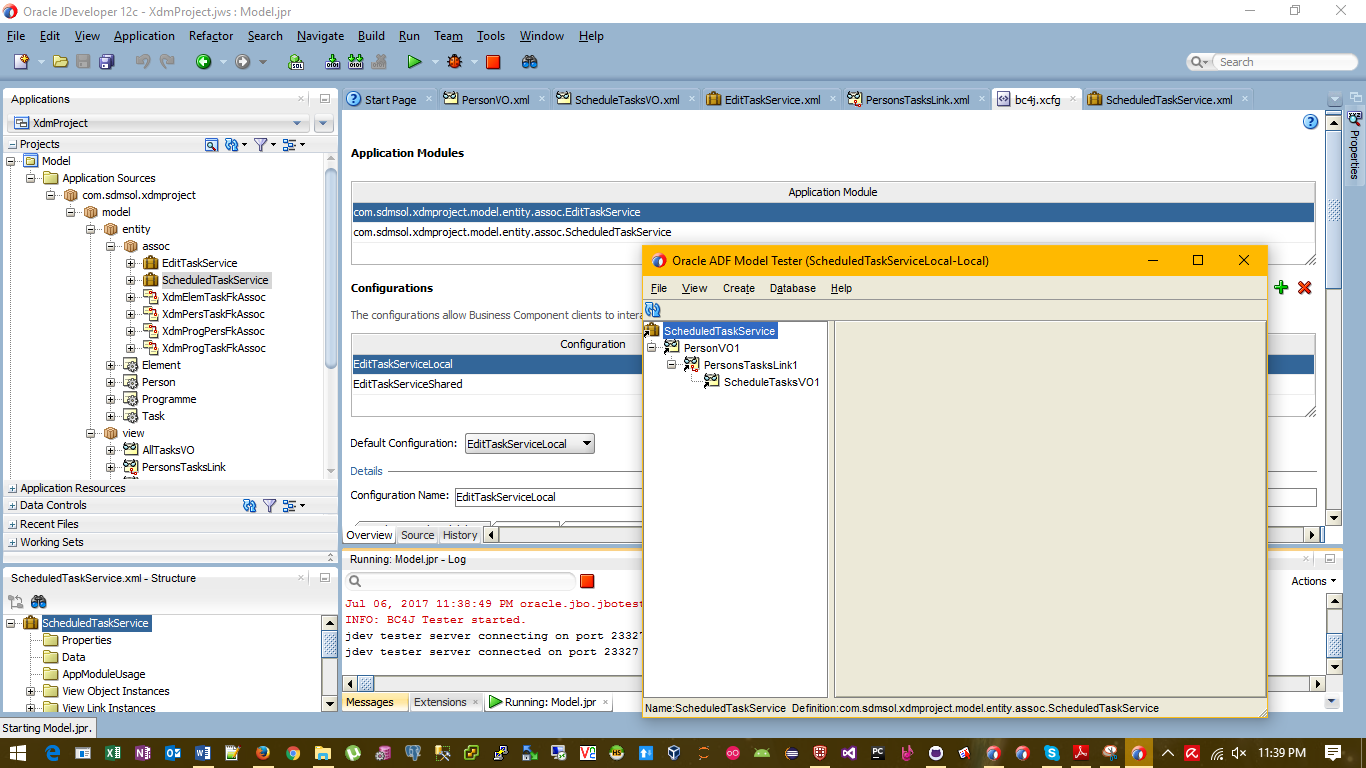 Oracle JDeveloper 12c - XdmProject.jws : Model.jpr
File Edit View Application Refactor Search Navigate Build Run Team Tools Window Help
Search
Applications
XdmProject
Projects
Model
Application Sources
com.sdmsol.xdmproject
model
entity
assoc
EditTaskService
ScheduledTaskService
XdmElemTaskFkAssoc
XdmPersTaskFkAssoc
XdmProgPersFkAssoc
XdmProgTaskFkAssoc
Element
Person
Programme
Task
view
AllTasksVO
PersonsTasksLink
Application Resources
Data Controls
Recent Files
Working Sets
ScheduledTaskService.xml - Structure
ScheduledTaskService
Properties
Data
AppModuleUsage
View Object Instances
View Link Instances
Starting Model.jpr.
Start Page PersonVO.xml ScheduleTasksVO.xml EditTaskService.xml PersonsTasksLink.xml bc4j.xcfg ScheduledTaskService.xml
Properties
Application Modules
Application Module
com.sdmsol.xdmproject.model.entity.assoc.EditTaskService
com.sdmsol.xdmproject.model.entity.assoc.ScheduledTaskService
Configurations
The configurations allow Business Component clients to intera
Configuration
EditTaskServiceLocal
EditTaskServiceShared
Default Configuration: EditTaskServiceLocal
Details
Configuration Name: EditTaskServiceLocal
Overview Source History
Running: Model.jpr - Log
Actions
Jul 06, 2017 11:38:49 PM oracle.jbo.jbotest
INFO: BC4J Tester started.
jdev tester server connecting on port 23327
jdev tester server connected on port 23327
Messages Extensions Running: Model.jpr
Oracle ADF Model Tester (ScheduledTaskServiceLocal-Local)
File View Create Database Help
ScheduledTaskService
PersonVO1
PersonsTasksLink1
ScheduleTasksVO1
Name:ScheduledTaskService Definition:com.sdmsol.xdmproject.model.entity.assoc.ScheduledTaskService
11:39 PM